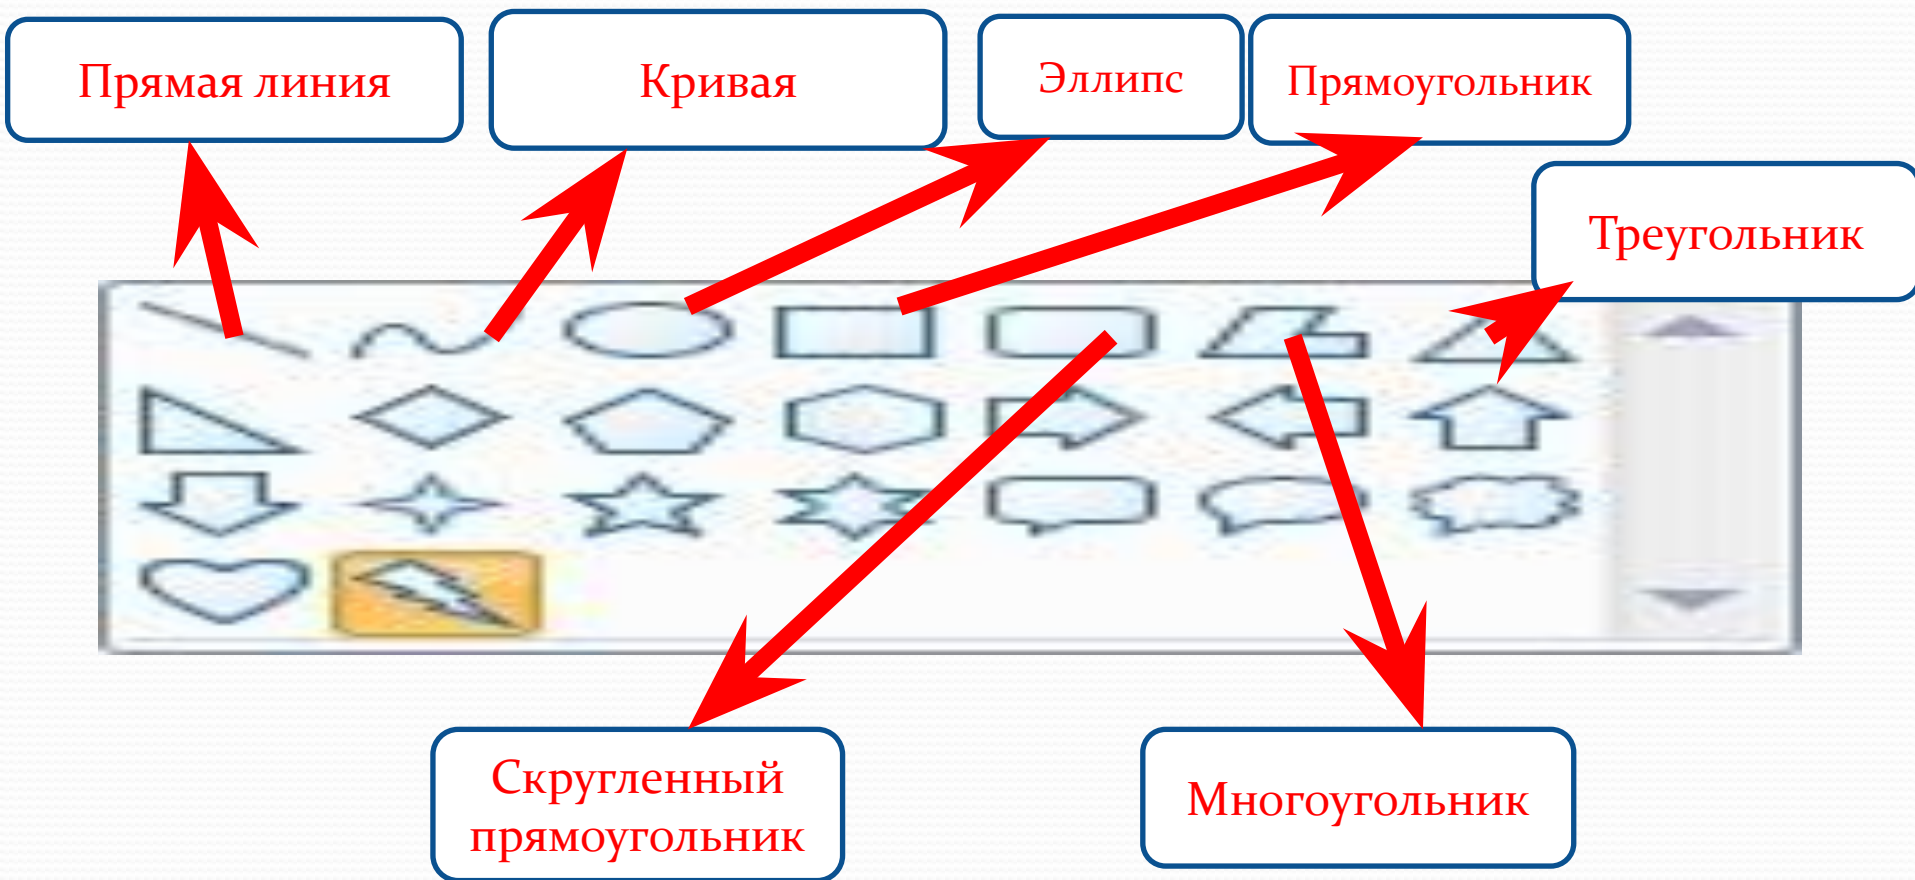 Прямая линия
Кривая
Эллипс
Прямоугольник
Треугольник
Скругленный
прямоугольник
Многоугольник